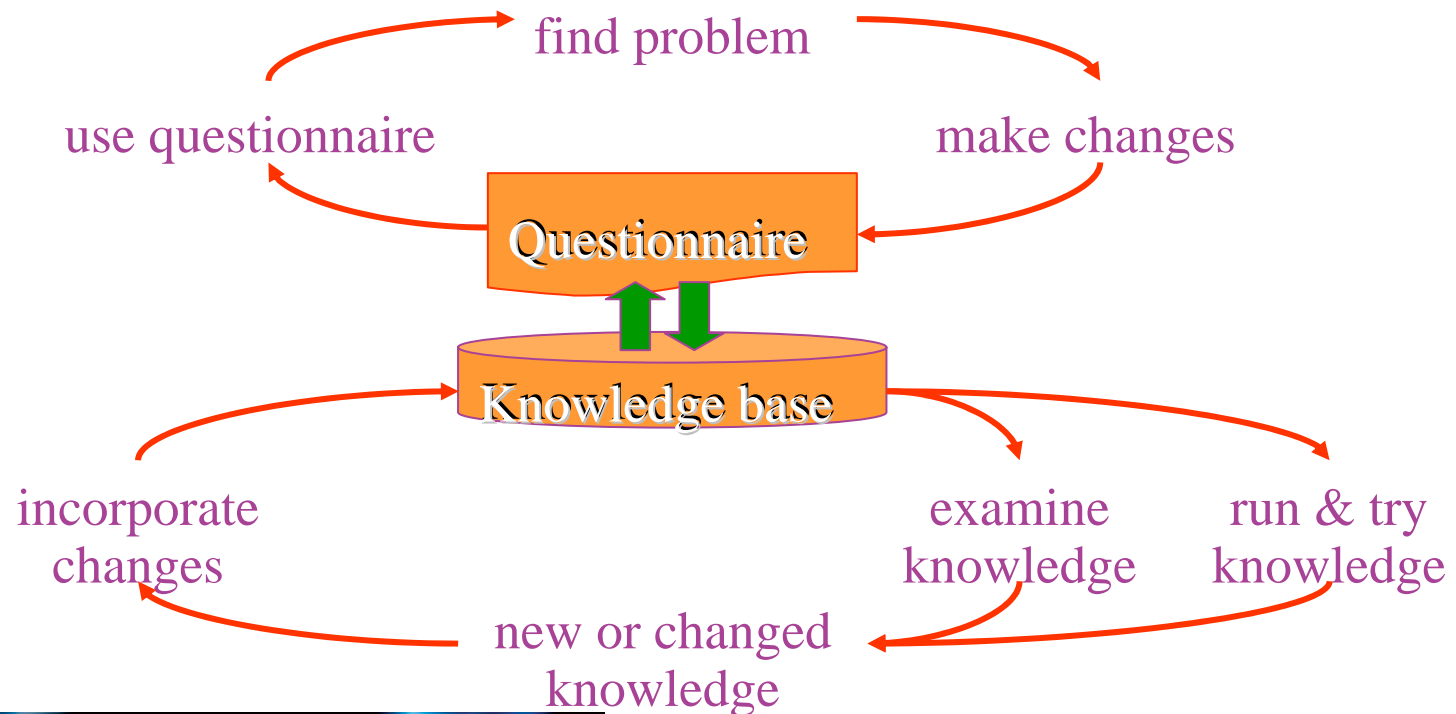 find problem
use questionnaire
make changes
Questionnaire
Knowledge base
incorporate
changes
examine
knowledge
run & try
knowledge
new or changed
knowledge